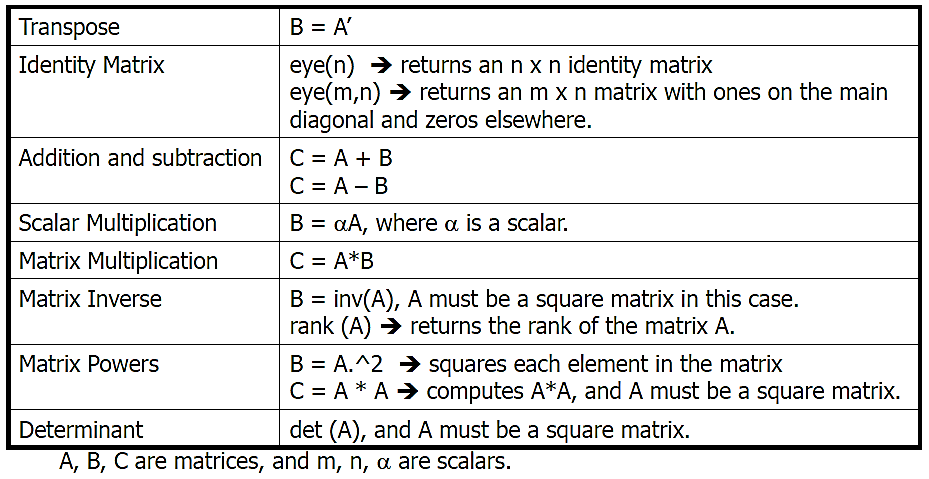 Transpose B = A′
Identity Matrix eye(n) ➔ returns an n x n identity matrix
eye(m,n) ➔ returns an m x n matrix with ones on the main
diagonal and zeros elsewhere.
Addition and subtraction C = A + B
C = A – B
Scalar Multiplication B = αA, where α is a scalar.
Matrix Multiplication C = A*B
Matrix Inverse B = inv(A), A must be a square matrix in this case.
rank (A) ➔ returns the rank of the matrix A.
Matrix Powers B = A.^2 ➔ squares each element in the matrix
C = A * A ➔ computes A*A, and A must be a square matrix.
Determinant det (A), and A must be a square matrix.
A, B, C are matrices, and m, n, α are scalars.